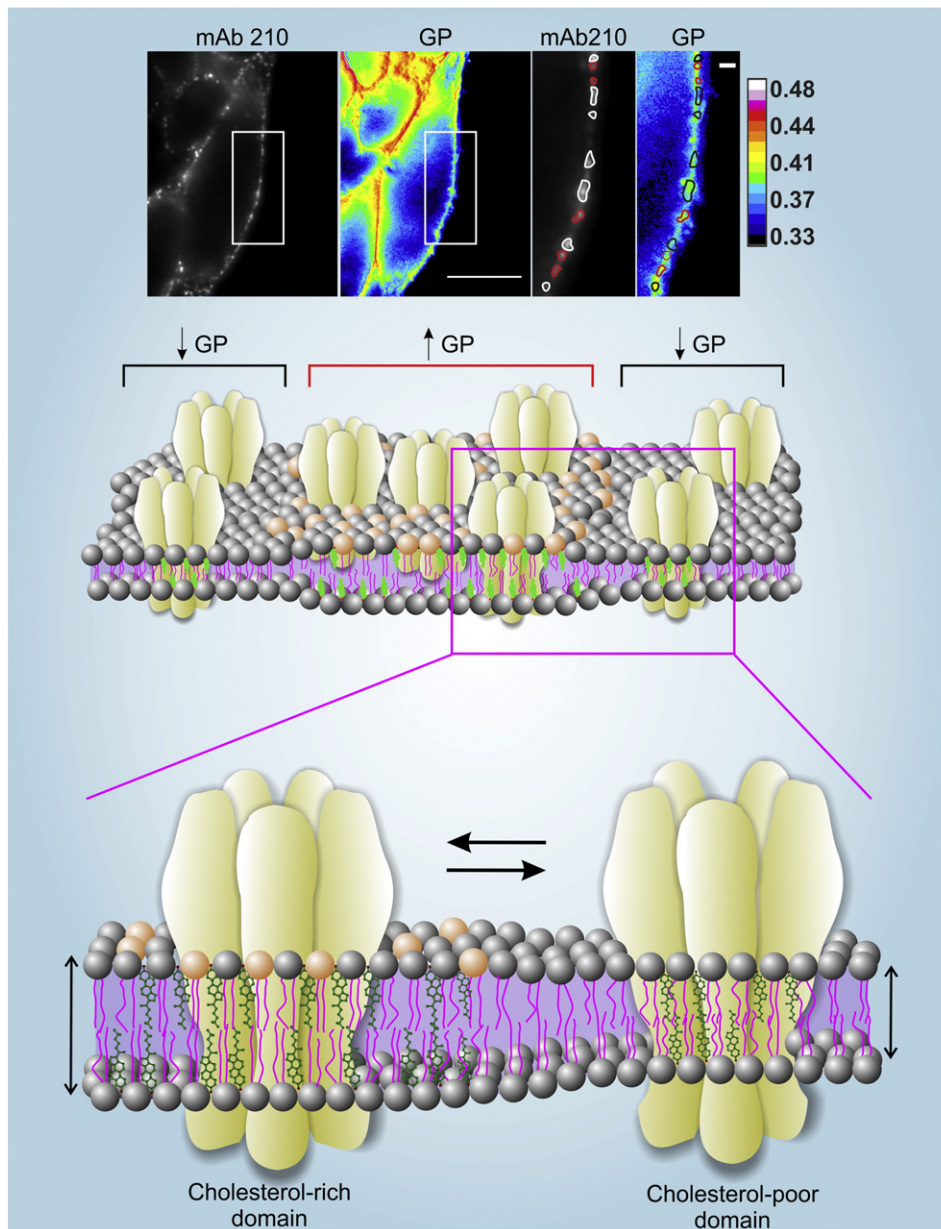 mAb 210
GP
mAb210
GP
0.48
0.44
0.41
0.37
0.33
↓ GP
↑ GP
↓ GP
Cholesterol-rich
domain
Cholesterol-poor
domain